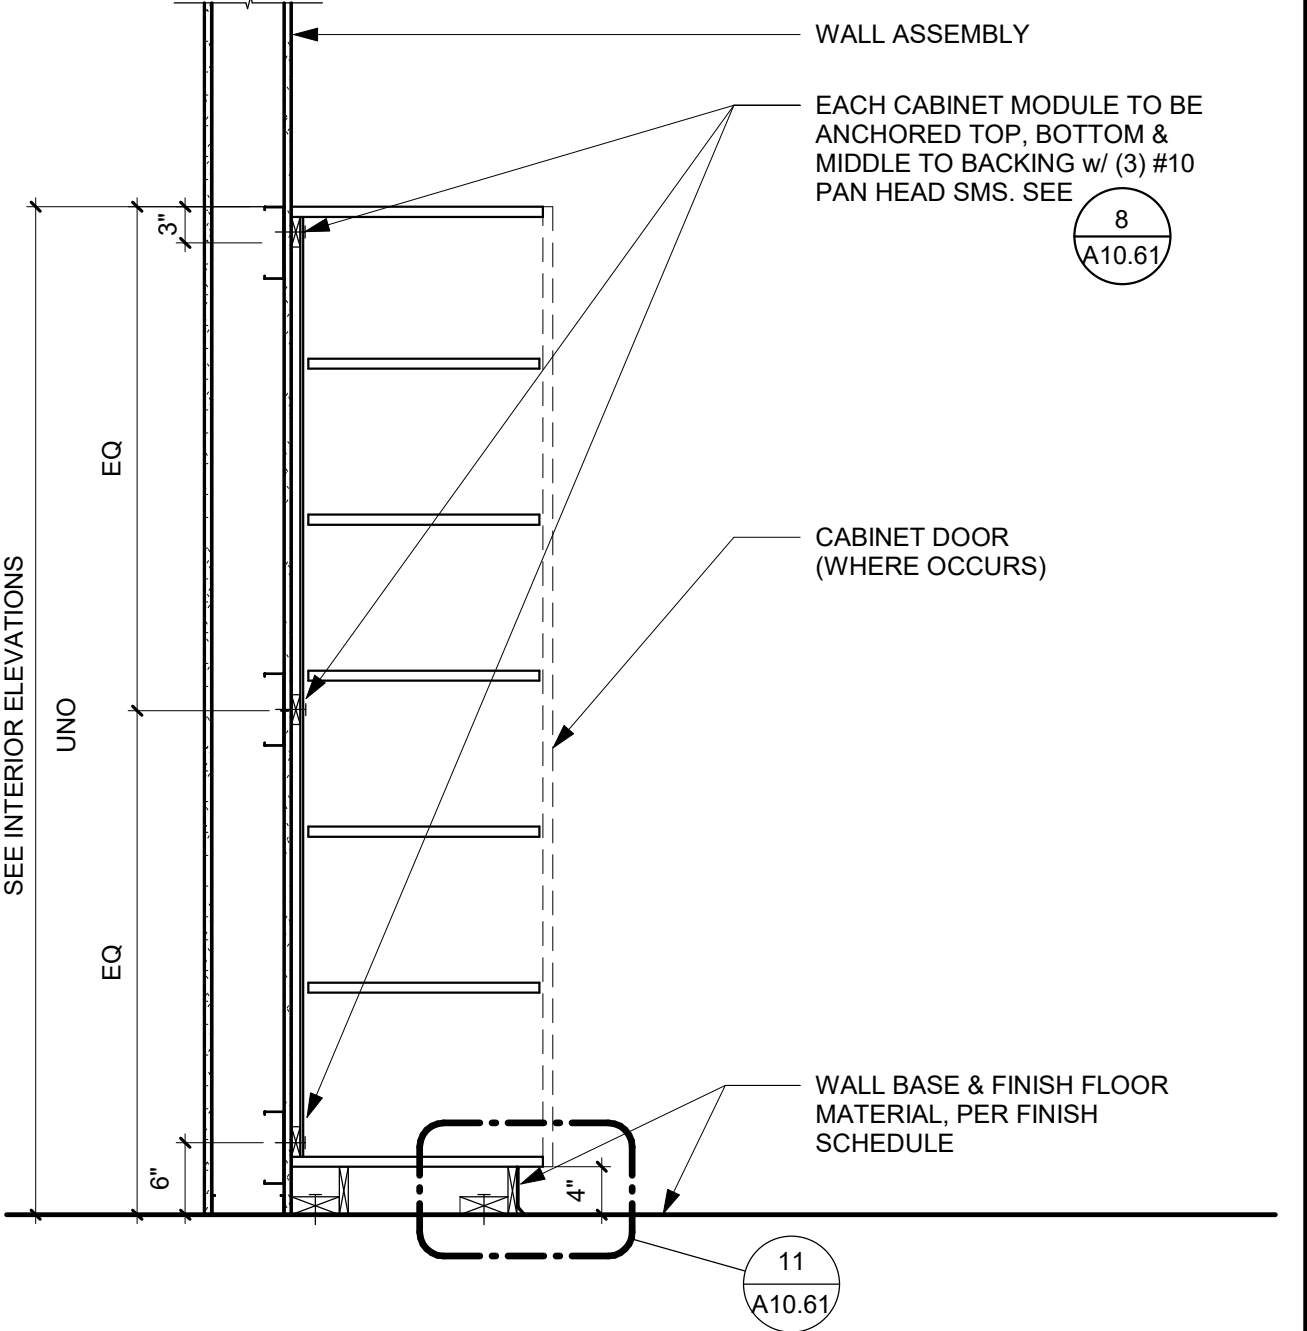 WALL ASSEMBLY
EACH CABINET MODULE TO BE
ANCHORED TOP, BOTTOM &
MIDDLE TO BACKING w/ (3) #10
PAN HEAD SMS. SEE
8
A10.61
3"
EQ
SEE INTERIOR ELEVATIONS
UNO
CABINET DOOR
(WHERE OCCURS)
EQ
WALL BASE & FINISH FLOOR
MATERIAL, PER FINISH
SCHEDULE
6"
4"
11
A10.61